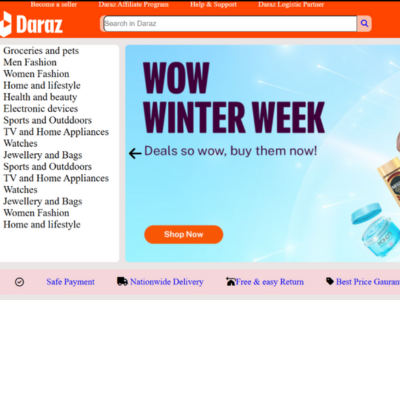 Become a seller Daraz Affiliate Program Help & Support Daraz Logistic Partner
Daraz
Search in Daraz
Groceries and pets
Men Fashion
Women Fashion
Home and lifestyle
Health and beauty
Electronic devices
Sports and Outddoors
TV and Home Appliances
Watches
Jewellery and Bags
Sports and Outddoors
TV and Home Appliances
Watches
Jewellery and Bags
Women Fashion
Home and lifestyle
WOW
WINTER WEEK
Deals so wow, buy them now!
Shop Now
Safe Payment Nationwide Delivery Free & easy Return Best Price Gauran